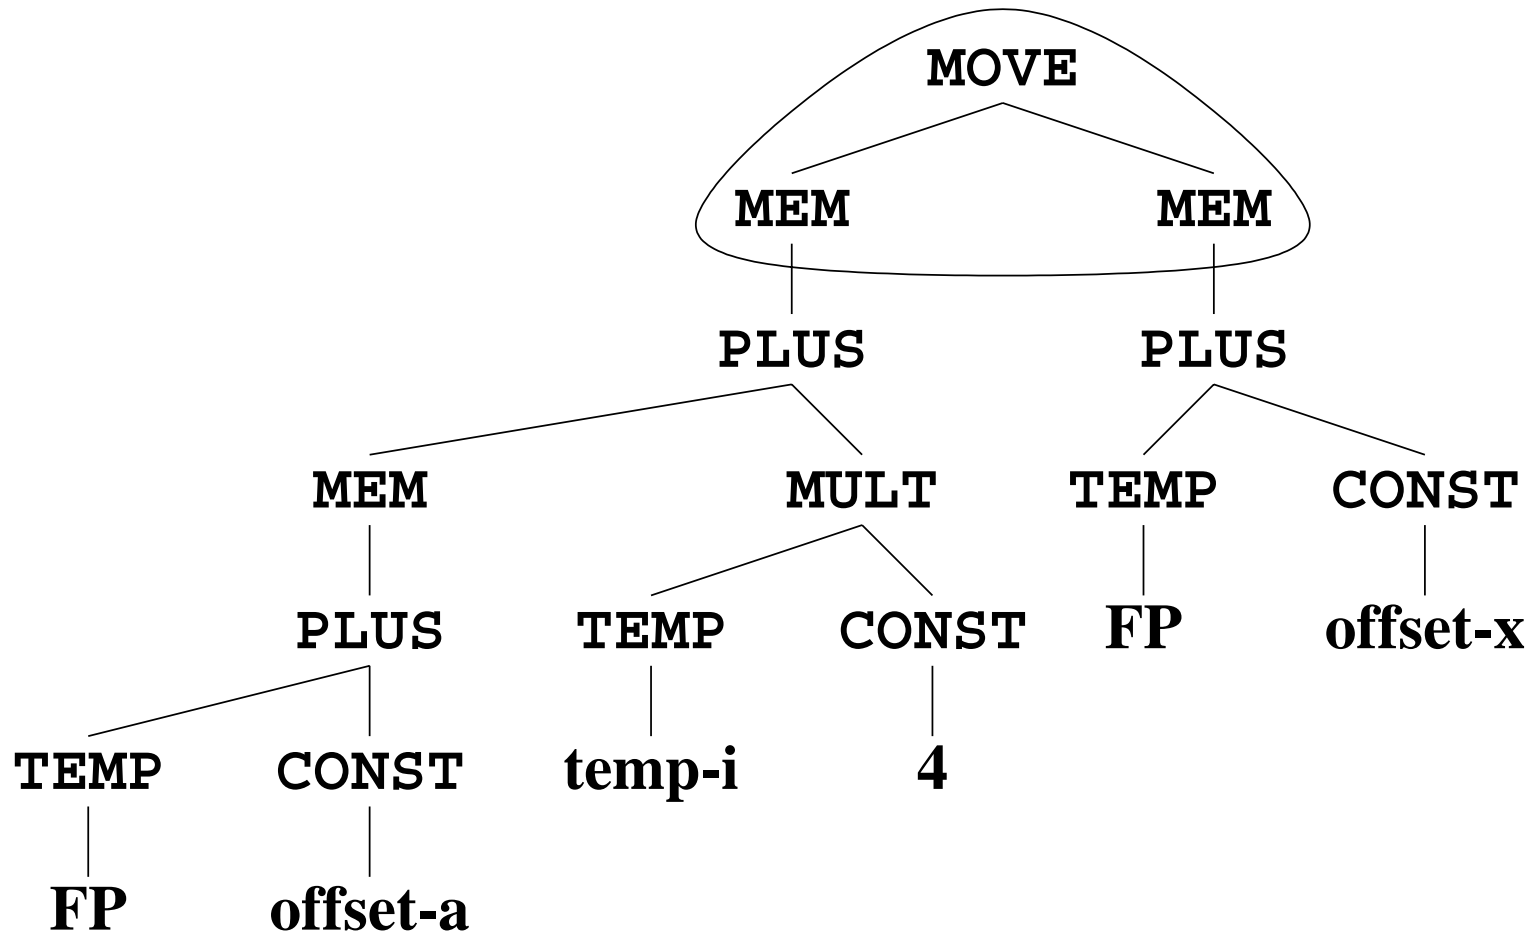 MOVE
MEM MEM
PLUS PLUS
MEM MULT TEMP CONST
PLUS TEMP CONST FP offset-x
TEMP CONST temp-i 4
FP offset-a